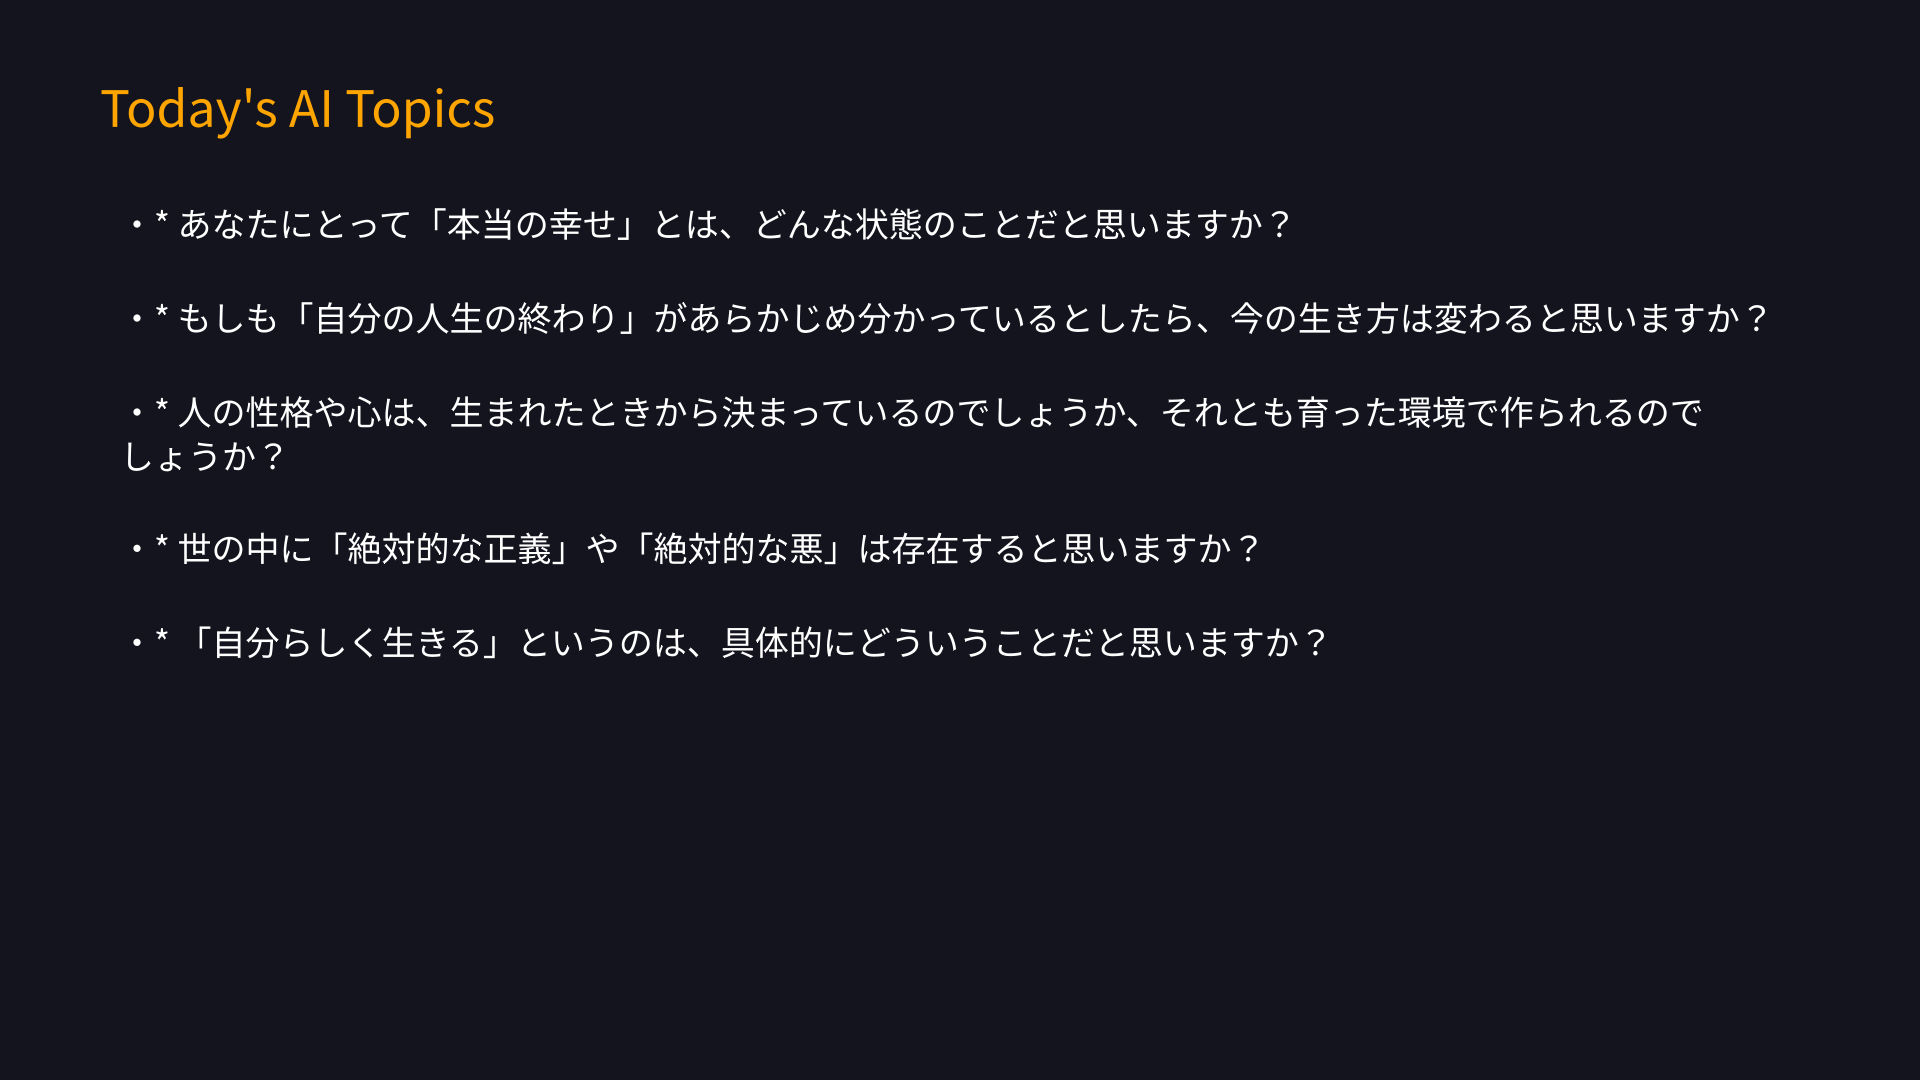 Today's AI Topics
・* あなたにとって「本当の幸せ」とは、どんな状態のことだと思いますか？
・* もしも「自分の人生の終わり」があらかじめ分かっているとしたら、今の生き方は変わると思いますか？
・* 人の性格や心は、生まれたときから決まっているのでしょうか、それとも育った環境で作られるので
しょうか？
・* 世の中に「絶対的な正義」や「絶対的な悪」は存在すると思いますか？
・* 「自分らしく生きる」というのは、具体的にどういうことだと思いますか？